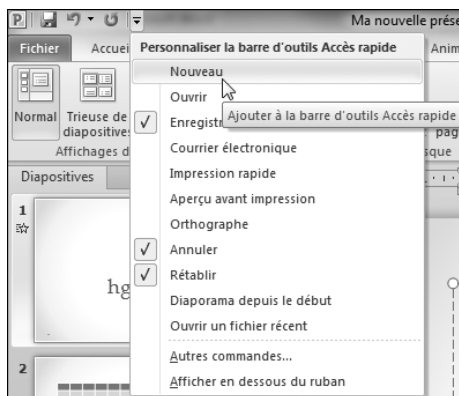 Ma nouvelle prése
Fichier Accuei Personnaliser la barre d'outils Accès rapide Anim
Nouveau
Ouvrir
Ajouter à la barre d'outils Accès rapide
Enregistr
Normal Trieuse de diapositives
Affichages d
pag
sque
Courrier électronique
Impression rapide
Aperçu avant impression
Orthographe
Annuler
Rétablir
Diaporama depuis le début
Ouvrir un fichier récent
Autres commandes...
Afficher en dessous du ruban
Diapositives
1
hg
2